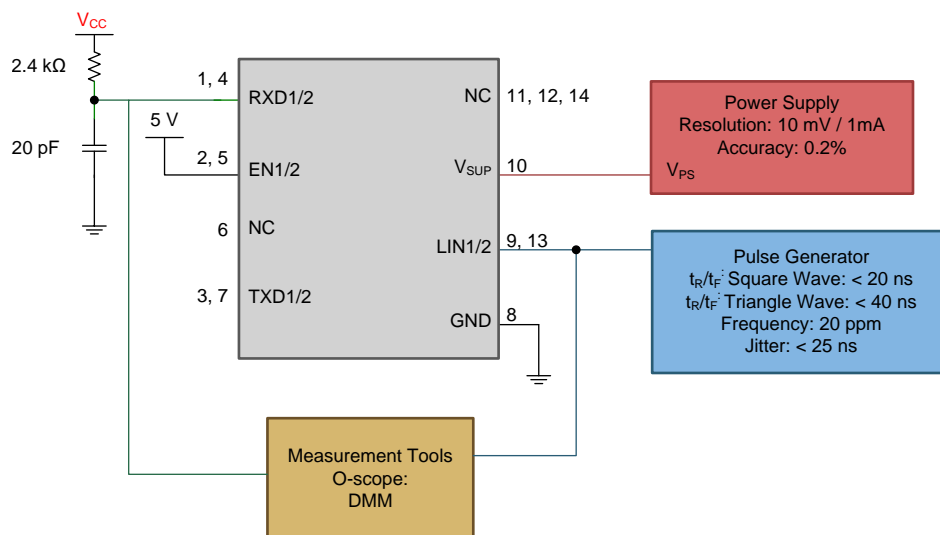 VCC
2.4 kΩ
20 pF
5 V
1, 4
RXD1/2
2, 5
EN1/2
6
NC
3, 7
TXD1/2
NC
11, 12, 14
VSUP
10
LIN1/2
9, 13
GND
8
Power Supply
Resolution: 10 mV / 1mA
Accuracy: 0.2%
VPS
Pulse Generator
tR/tF: Square Wave: < 20 ns
tR/tF: Triangle Wave: < 40 ns
Frequency: 20 ppm
Jitter: < 25 ns
Measurement Tools
O-scope:
DMM